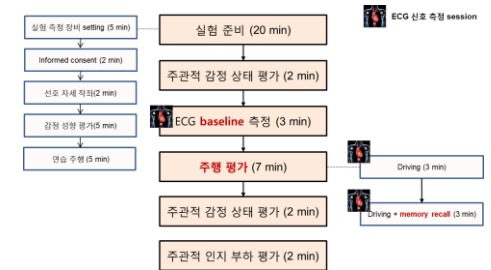 ECG 신호 측정 session
실험 측정 장비 setting (5 min)
Informed consent (2 min)
선호 자세 착좌(2 min)
감정 성향 평가(5 min)
연습 주행 (5 min)
실험 준비 (20 min)
주관적 감정 상태 평가 (2 min)
ECG baseline 측정 (3 min)
주행 평가 (7 min)
주관적 감정 상태 평가 (2 min)
주관적 인지 부하 평가 (2 min)
Driving (3 min)
Driving + memory recall (3 min)